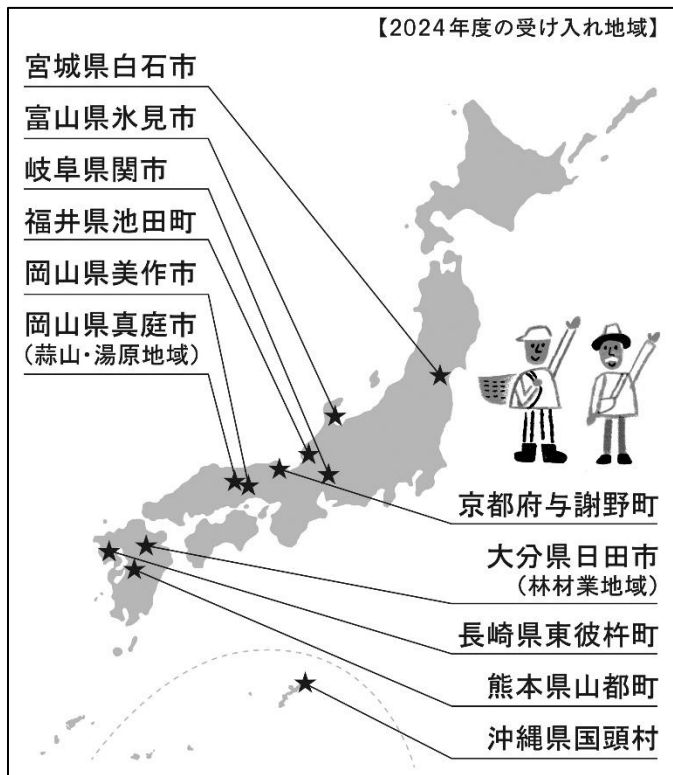 【2024年度の受け入れ地域】
宮城県白石市
富山県氷見市
岐阜県関市
福井県池田町
岡山県美作市
岡山県真庭市
(蒜山・湯原地域)
京都府与謝野町
大分県日田市
(林材業地域)
長崎県東彼杵町
熊本県山都町
沖縄県国頭村